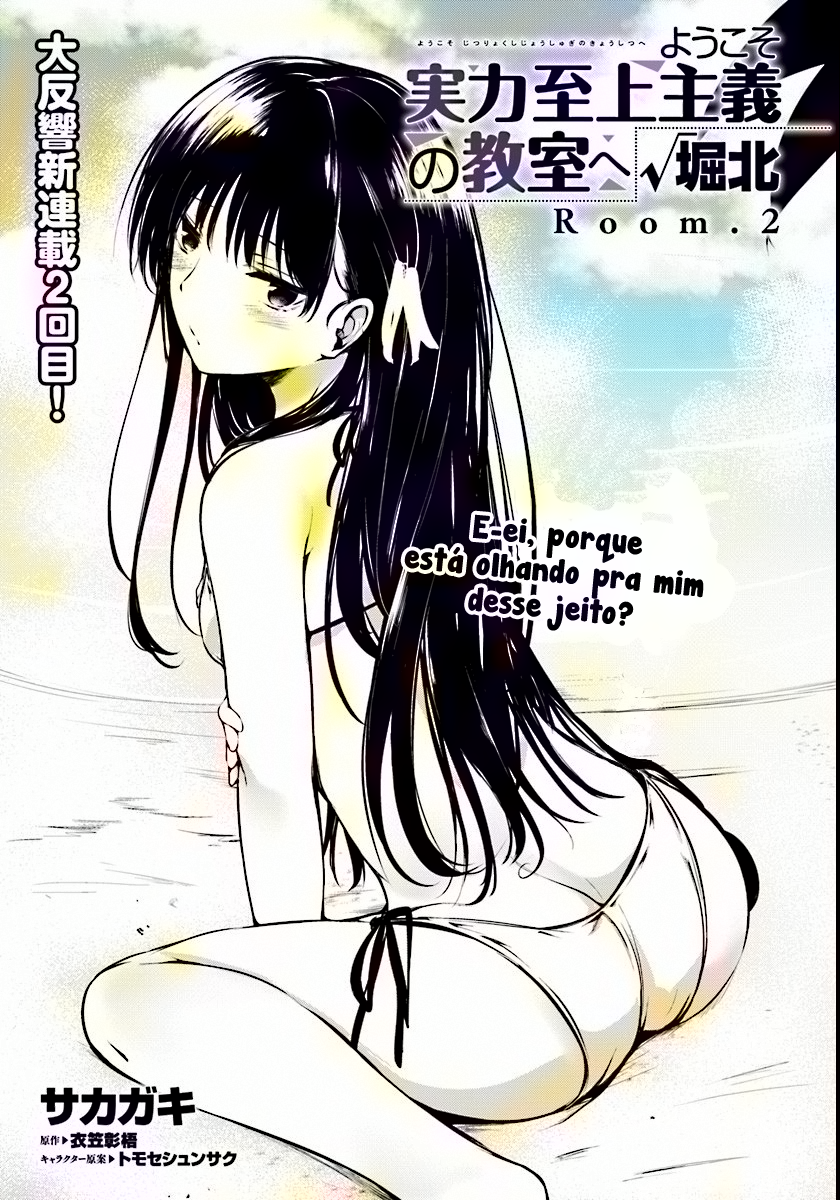 ようこそ じつりょくしじょうしゅぎのきょうしつへ
ようこそ
実力至上主義
の教室へ √堀北
Room.2
大反響新連載2回目!
E-ei, porque
está olhando pra mim
desse jeito?
サカガキ
原作▶衣笠彰梧
キャラクター原案▶トモセシュンサク